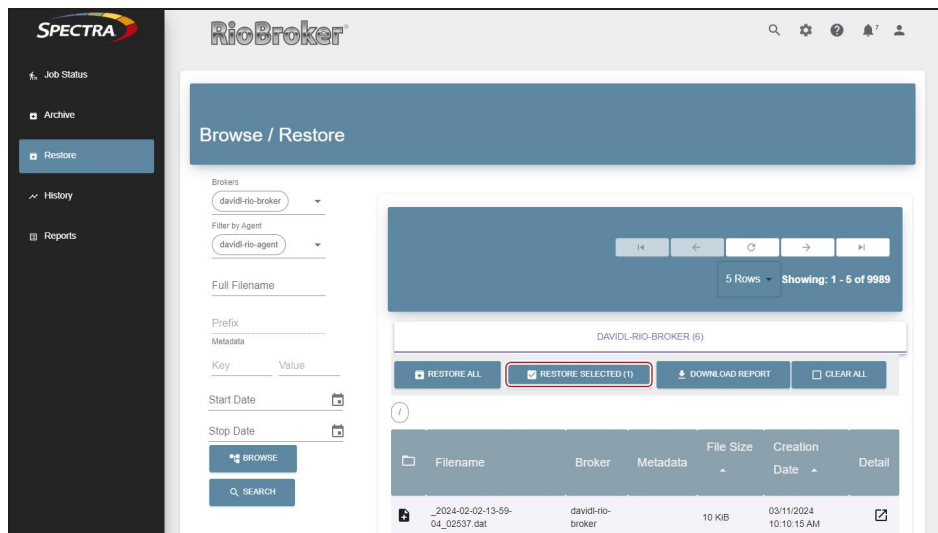 SPECTRA
RioBroker
7
Job Status
Archive
Restore
History
Reports
Browse / Restore
Brokers
davidl-rio-broker
Filter by Agent
davidl-rio-agent
Full Filename
Prefix
Metadata
Key Value
Start Date
Stop Date
BROWSE
SEARCH
5 Rows Showing: 1 - 5 of 9989
DAVIDL-RIO-BROKER (6)
RESTORE ALL RESTORE SELECTED (1) DOWNLOAD REPORT CLEAR ALL
/
Filename Broker Metadata File Size Creation Date Detail
_2024-02-02-13-59-
04_02537.dat
davidl-rio-
broker
10 KiB
03/11/2024
10:10:15 AM